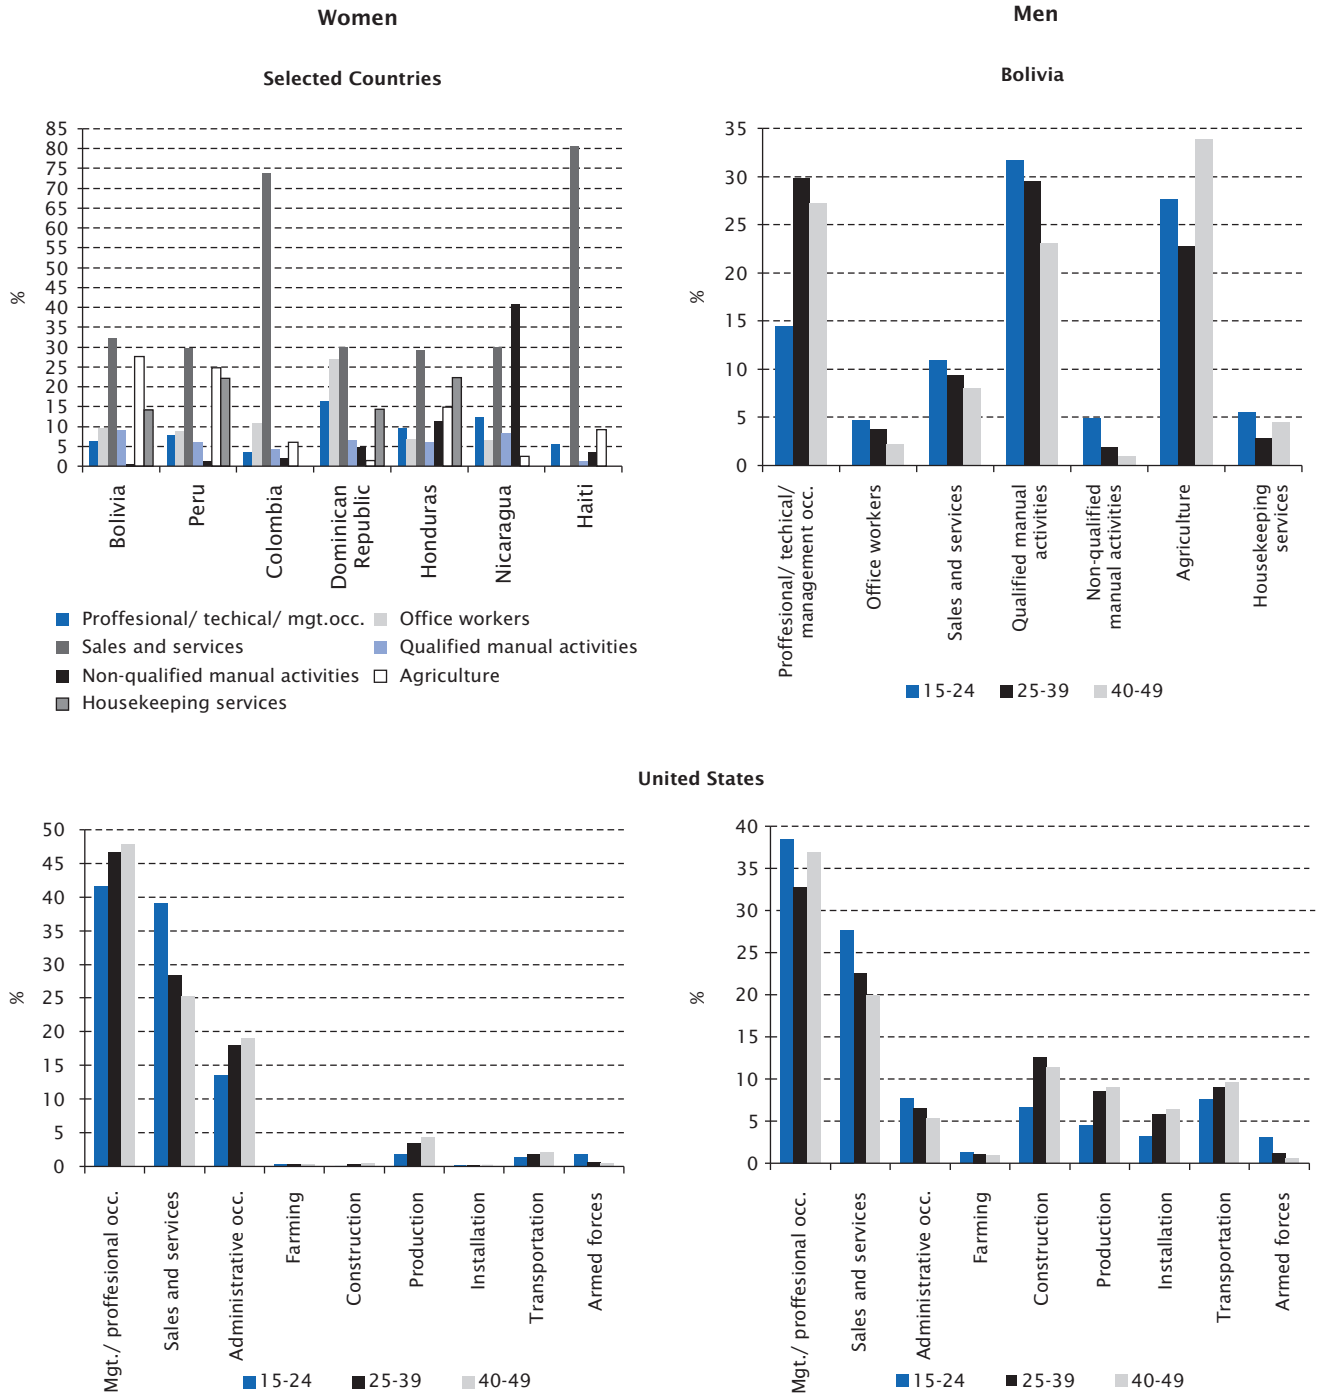 Women
Men
Selected Countries
Bolivia
85
80
75
70
65
60
55
50
45
40
35
30
25
20
15
10
5
0
%
Bolivia
Peru
Colombia
Dominican
Republic
Honduras
Nicaragua
Haiti
Proffesional/ techical/ mgt.occ.
Office workers
Sales and services
Qualified manual activities
Non-qualified manual activities
Agriculture
Housekeeping services
35
30
25
20
15
10
5
0
%
Proffesional/ techical/
management occ.
Office workers
Sales and services
Qualified manual
activities
Non-qualified
manual activities
Agriculture
Housekeeping
services
15-24
25-39
40-49
United States
50
45
40
35
30
25
20
15
10
5
0
%
Mgt./ proffesional occ.
Sales and services
Administrative occ.
Farming
Construction
Production
Installation
Transportation
Armed forces
15-24
25-39
40-49
40
35
30
25
20
15
10
5
0
%
Mgt./ proffesional occ.
Sales and services
Administrative occ.
Farming
Construction
Production
Installation
Transportation
Armed forces
15-24
25-39
40-49